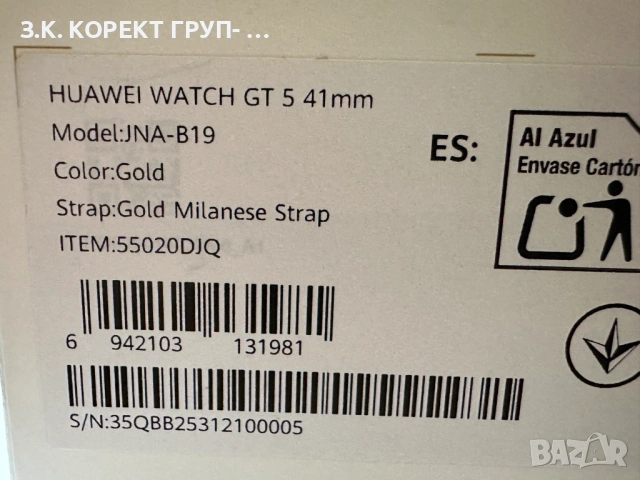 З.К. КОРЕКТ ГРУП- ...
HUAWEI WATCH GT 5 41mm
Model:JNA-B19
Color:Gold
Strap:Gold Milanese Strap
ITEM:55020DJQ
ES:
Al Azul
Envase Cartón
6 942103 131981
S/N:35QBB25312100005
BAZAR